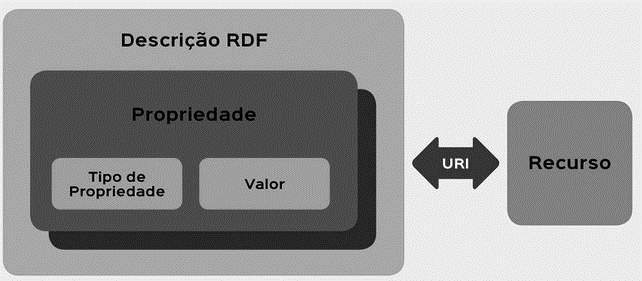 Descrição RDF
Propriedade
Tipo de
Propriedade
Valor
URI
Recurso